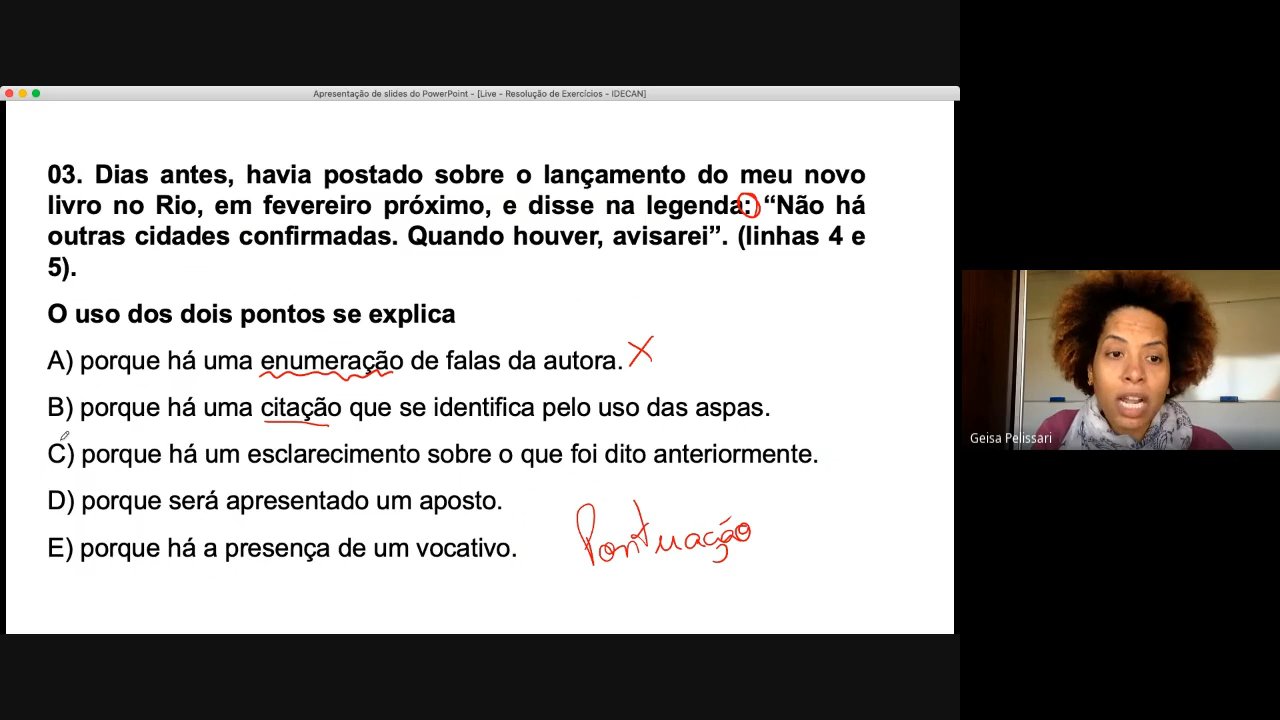 Apresentação de slides do PowerPoint - [Live - Resolução de Exercícios - IDECAN]
03. Dias antes, havia postado sobre o lançamento do meu novo
livro no Rio, em fevereiro próximo, e disse na legenda: “Não há
outras cidades confirmadas. Quando houver, avisarei”. (linhas 4 e
5).
O uso dos dois pontos se explica
A) porque há uma enumeração de falas da autora. X
B) porque há uma citação que se identifica pelo uso das aspas.
C) porque há um esclarecimento sobre o que foi dito anteriormente.
D) porque será apresentado um aposto.
E) porque há a presença de um vocativo.
Pontuação
Geisa Pelissari